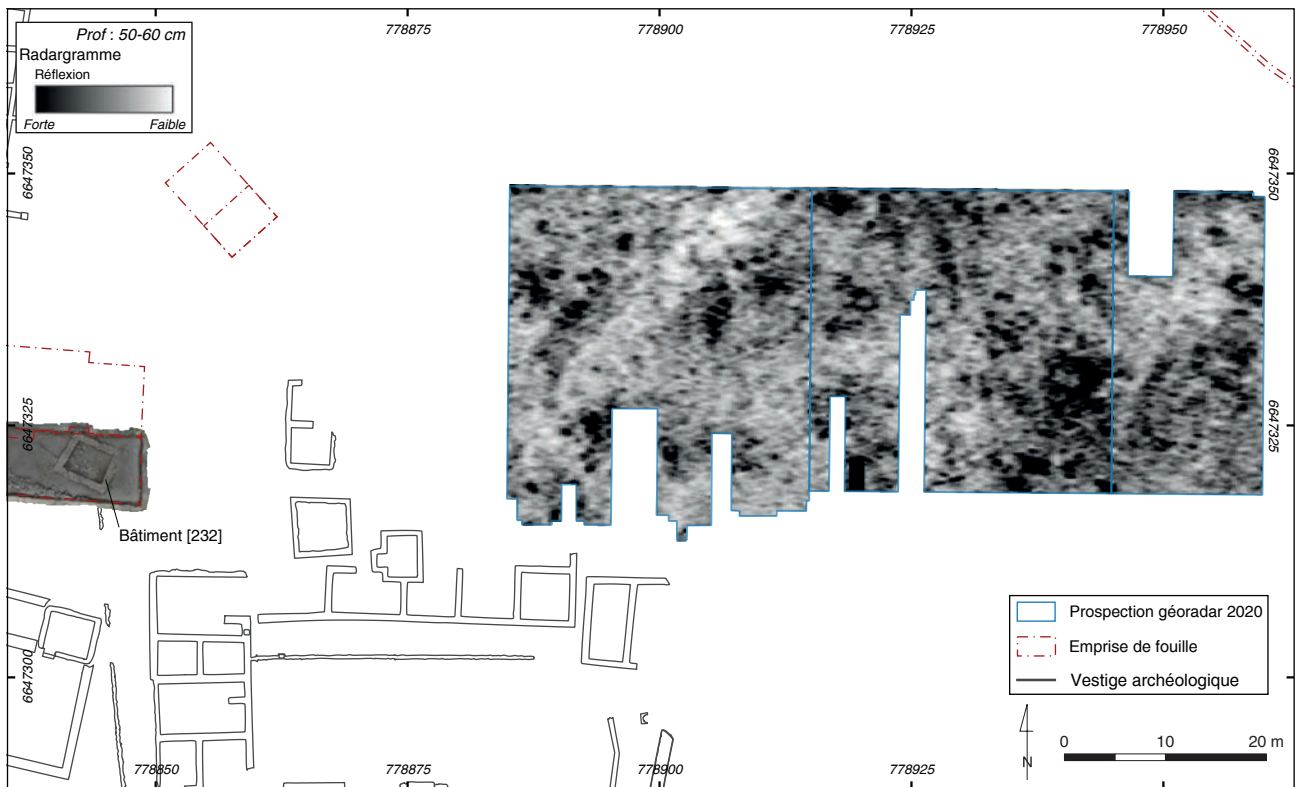 Prof : 50-60 cm
Radargramme
Réflexion
Forte
Faible
778875
778900
778925
778950
6647350
6647350
6647325
6647325
Bâtiment [232]
6647300
Prospection géoradar 2020
Emprise de fouille
Vestige archéologique
N
0
10
20 m
778850
778875
778900
778925